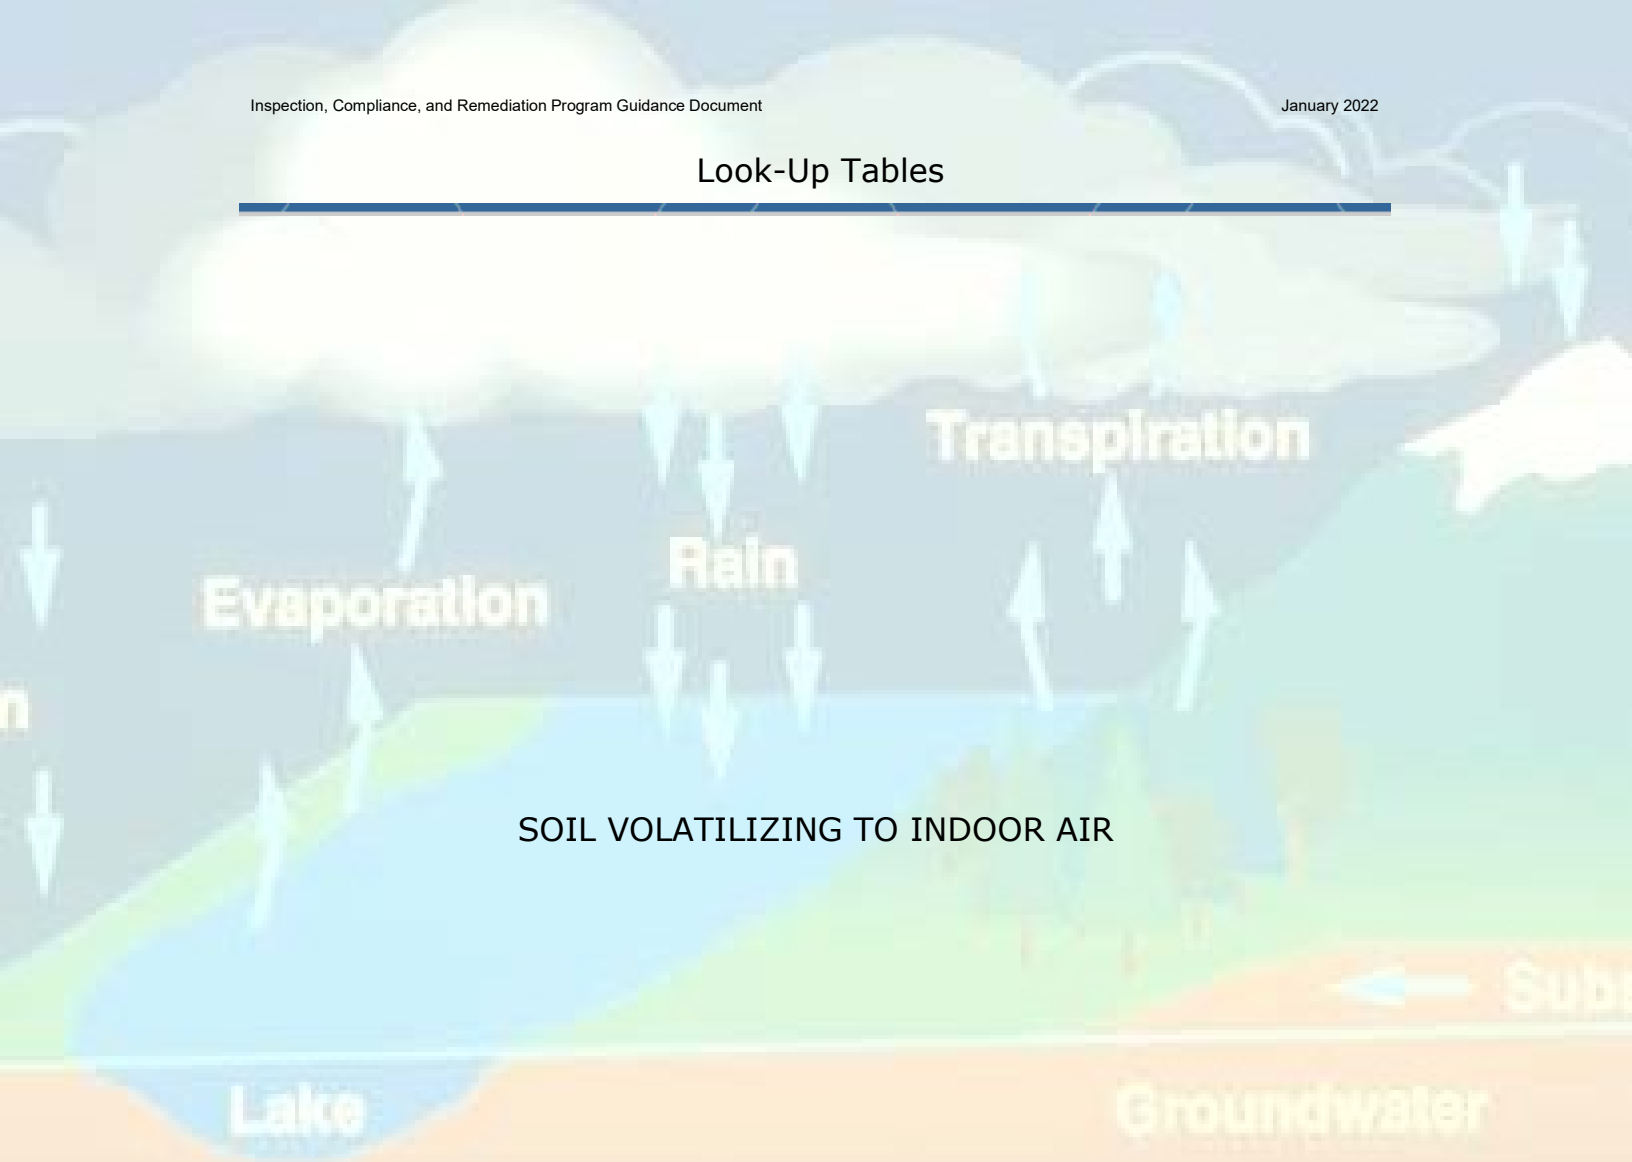 Inspection, Compliance, and Remediation Program Guidance Document January 2022
Look-Up Tables
Transpiration
Rain
Evaporation
n
SOIL VOLATILIZING TO INDOOR AIR
Subs
Lake
Groundwater